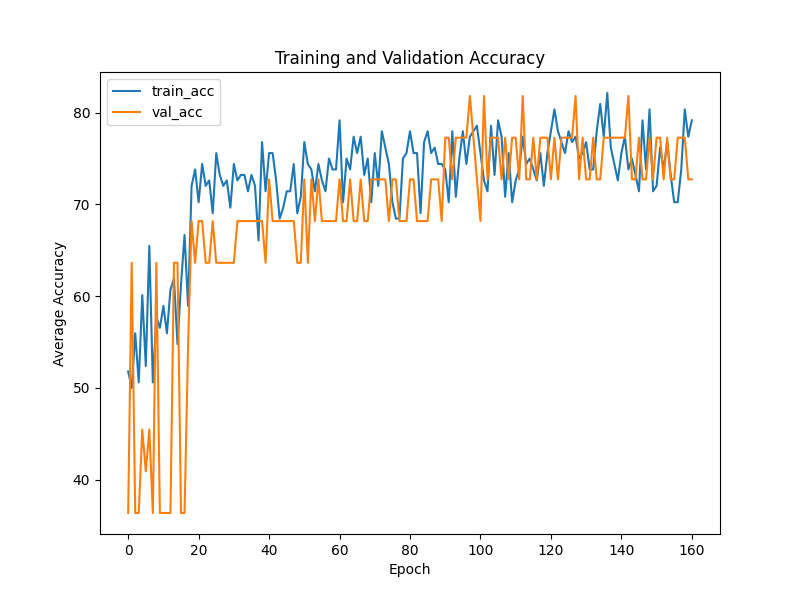 Training and Validation Accuracy
train_acc
val_acc
80
70
60
50
40
Average Accuracy
0 20 40 60 80 100 120 140 160
Epoch